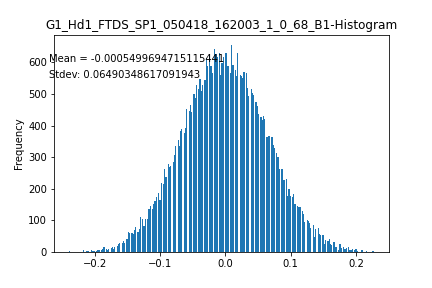 G1_Hd1_FTDS_SP1_050418_162003_1_0_68_B1-Histogram
Mean = -0.0005499694715115441
Stdev: 0.06490348617091943
Frequency
600
500
400
300
200
100
0
−0.2 −0.1 0.0 0.1 0.2